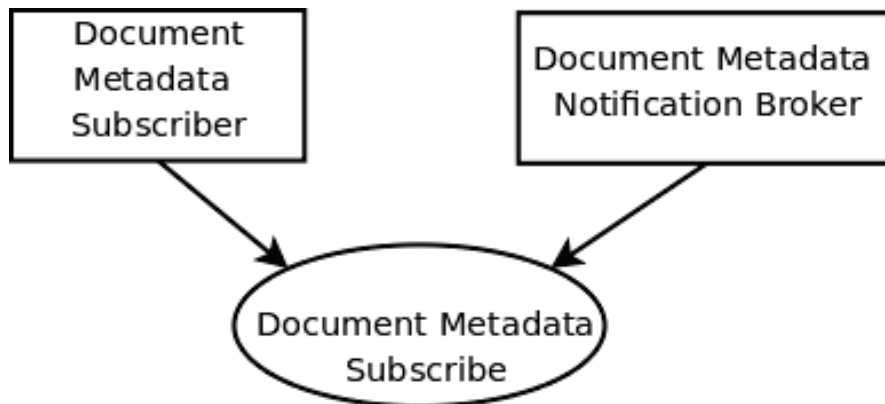 Document
Metadata
Subscriber
Document Metadata
Notification Broker
Document Metadata
Subscribe